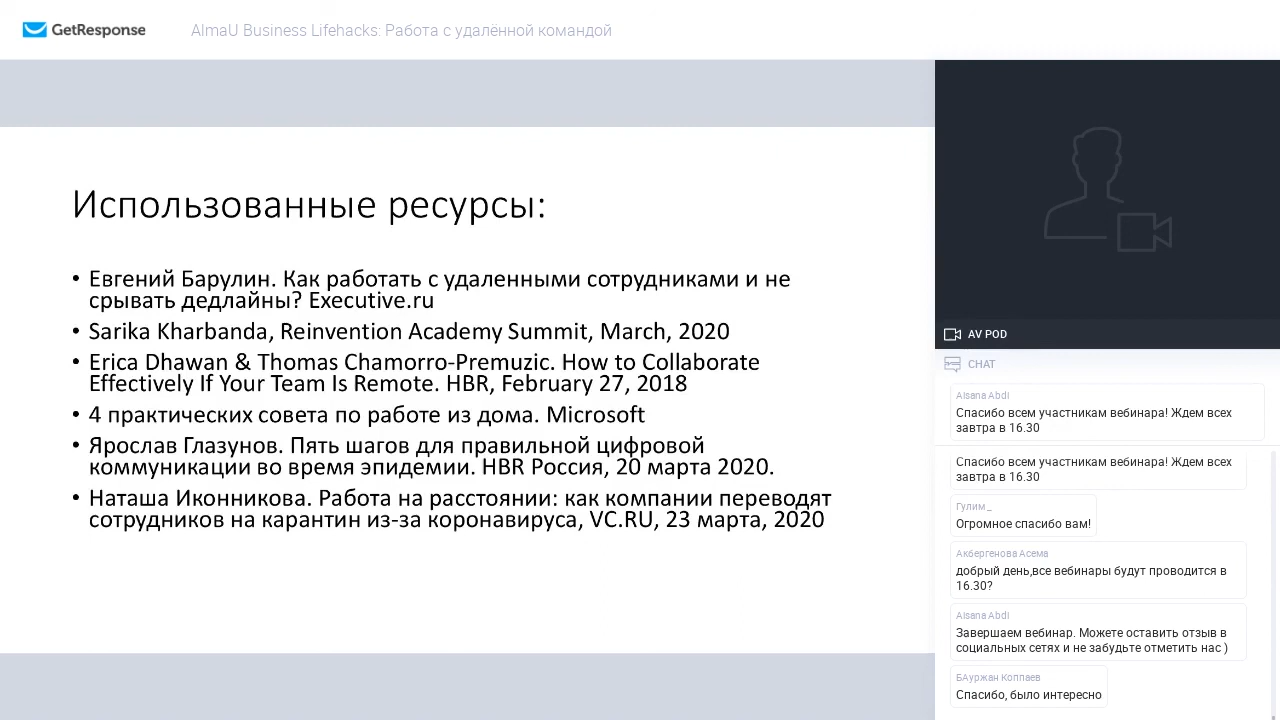 GetResponse
AlmaU Business Lifehacks: Работа с удалённой командой
Использованные ресурсы:
• Евгений Барулин. Как работать с удаленными сотрудниками и не
срывать дедлайны? Executive.ru
• Sarika Kharbanda, Reinvention Academy Summit, March, 2020
• Erica Dhawan & Thomas Chamorro-Premuzic. How to Collaborate
Effectively If Your Team Is Remote. HBR, February 27, 2018
• 4 практических совета по работе из дома. Microsoft
• Ярослав Глазунов. Пять шагов для правильной цифровой
коммуникации во время эпидемии. HBR Россия, 20 марта 2020.
• Наташа Иконникова. Работа на расстоянии: как компании переводят
сотрудников на карантин из-за коронавируса, VC.RU, 23 марта, 2020
AV POD
CHAT
Aisana Abdi
Спасибо всем участникам вебинара! Ждем всех
завтра в 16.30
Спасибо всем участникам вебинара! Ждем всех
завтра в 16.30
Гулим_
Огромное спасибо вам!
Акбергенова Асема
добрый день,все вебинары будут проводится в
16.30?
Aisana Abdi
Завершаем вебинар. Можете оставить отзыв в
социальных сетях и не забудьте отметить нас )
БАуржан Коппаев
Спасибо, было интересно